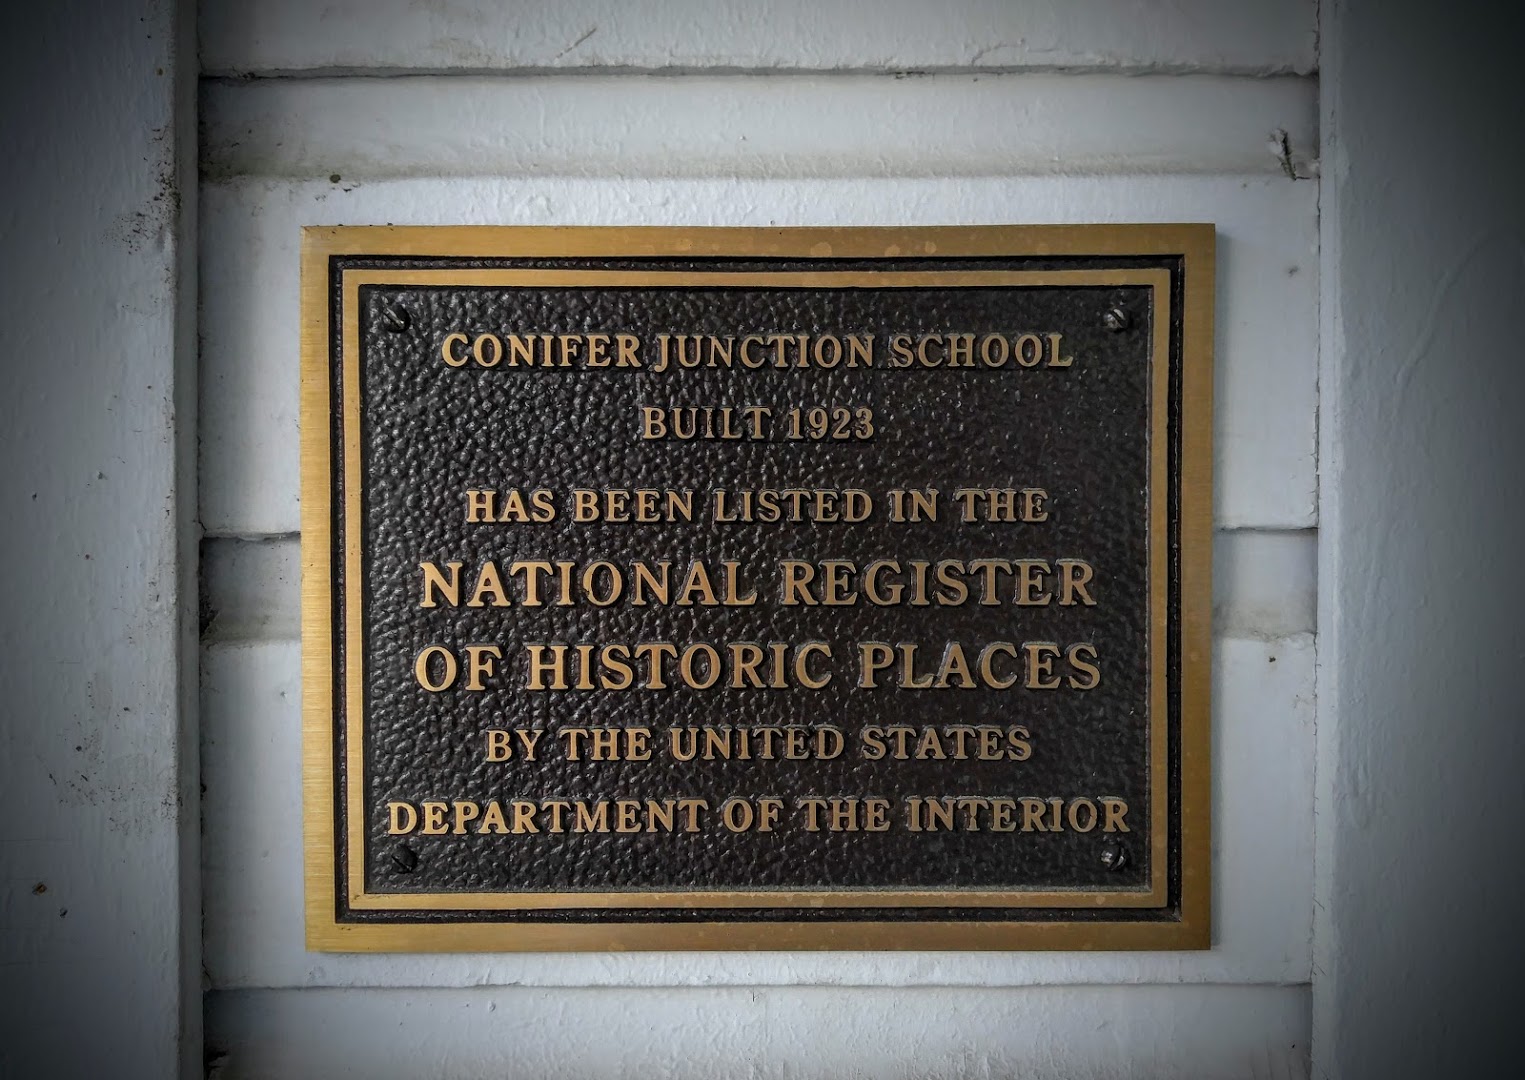 CONIFER JUNCTION SCHOOL
BUILT 1923
HAS BEEN LISTED IN THE
NATIONAL REGISTER
OF HISTORIC PLACES
BY THE UNITED STATES
DEPARTMENT OF THE INTERIOR